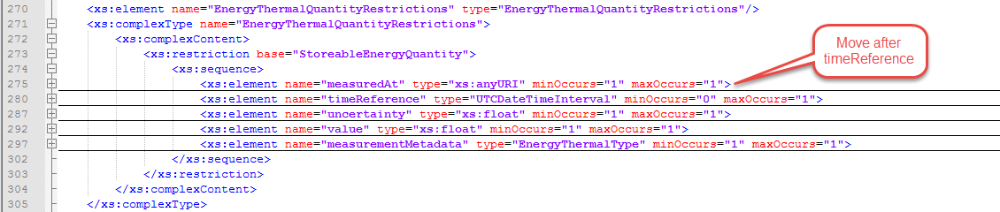 270 <xs:element name="EnergyThermalQuantityRestrictions" type="EnergyThermalQuantityRestrictions"/>
271 <xs:complexType name="EnergyThermalQuantityRestrictions">
272 <xs:complexContent>
273 <xs:restriction base="StoreableEnergyQuantity">
274 <xs:sequence>
275 <xs:element name="measuredAt" type="xs:anyURI" minOccurs="1" maxOccurs="1">
Move after
timeReference
280 <xs:element name="timeReference" type="UTCDateTimeInterval" minOccurs="0" maxOccurs="1">
287 <xs:element name="uncertainty" type="xs:float" minOccurs="1" maxOccurs="1">
292 <xs:element name="value" type="xs:float" minOccurs="1" maxOccurs="1">
297 <xs:element name="measurementMetadata" type="EnergyThermalType" minOccurs="1" maxOccurs="1">
302 </xs:sequence>
303 </xs:restriction>
304 </xs:complexContent>
305 </xs:complexType>